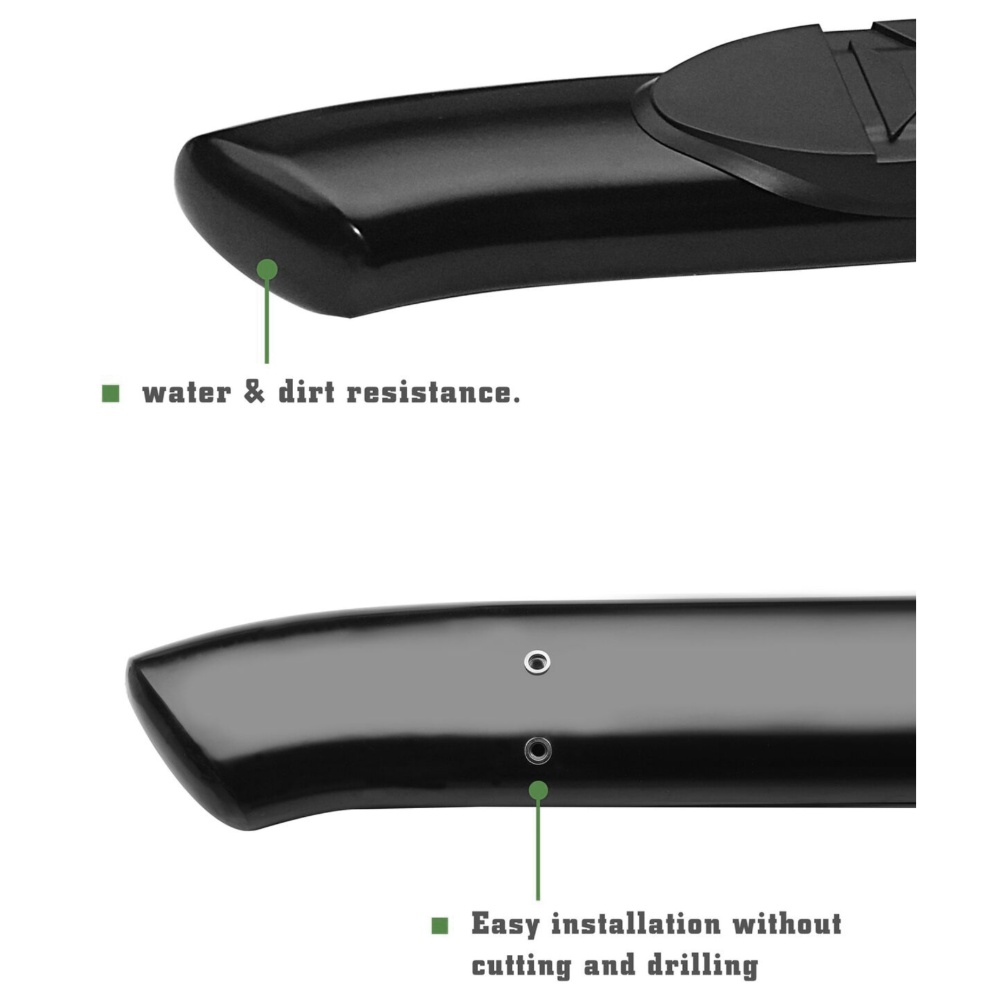 water & dirt resistance.
Easy installation without
cutting and drilling